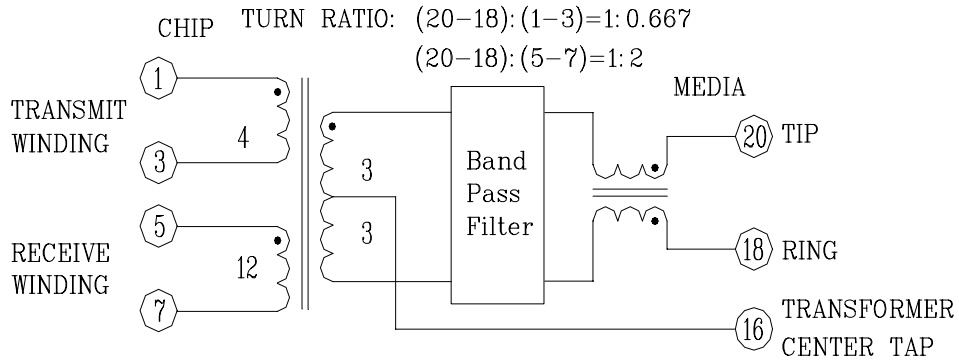 CHIP
TURN RATIO: (20-18):(1-3)=1:0.667
(20-18):(5-7)=1:2
MEDIA
1
TRANSMIT
WINDING
4
3
3
3
5
RECEIVE
WINDING
12
7
Band
Pass
Filter
20 TIP
18 RING
16 TRANSFORMER
CENTER TAP